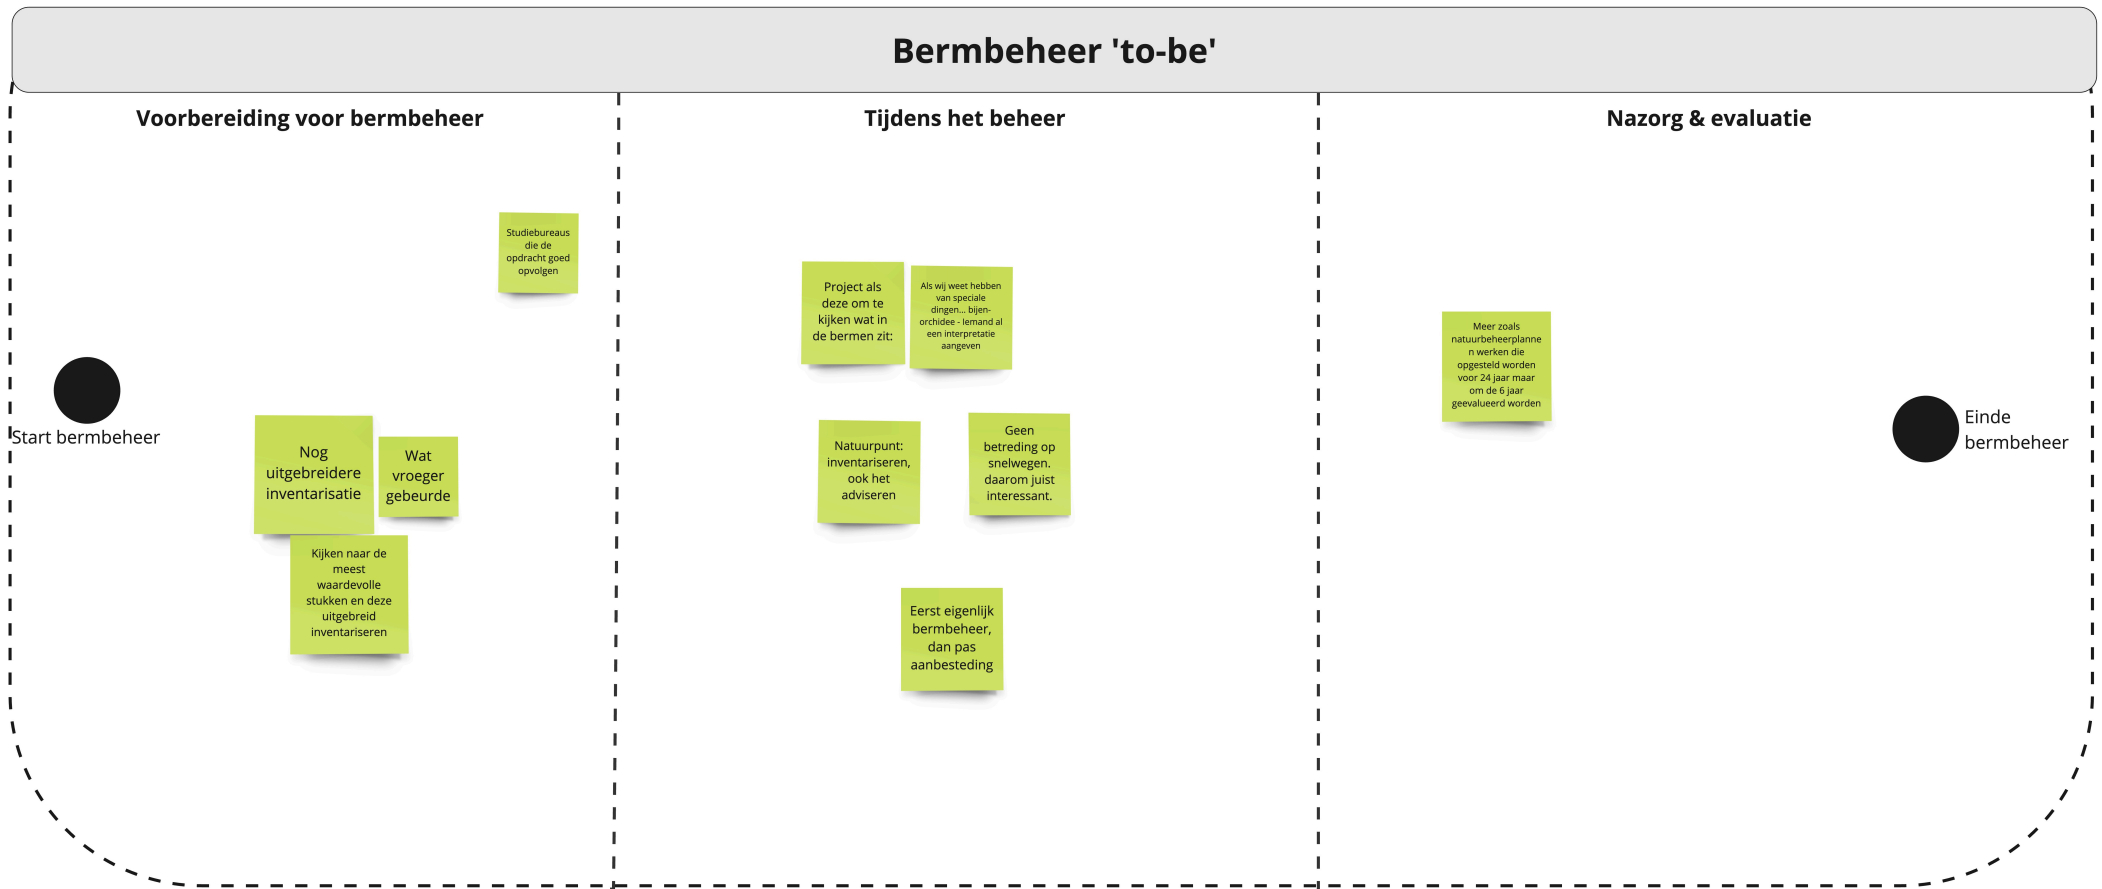 Bermbeheer 'to-be'
Voorbereiding voor bermbeheer
Studiebureaus
die de
opdracht goed
opvolgen
Start bermbeheer
Nog
uitgebreidere
inventarisatie
Wat
vroeger
gebeurde
Kijken naar de
meest
waardevolle
stukken en deze
uitgebreid
inventariseren
Tijdens het beheer
Project als
deze om te
kijken wat in
de bermen zit:
Als wij weet hebben
van speciale
dingen... bijen-
orchidee - Iemand al
een interpretatie
aangeven
Natuurpunt:
inventariseren,
ook het
adviseren
Geen
betreding op
snelwegen.
daarom juist
interessant.
Eerst eigenlijk
bermbeheer,
dan pas
aanbesteding
Nazorg & evaluatie
Meer zoals
natuurbeheerplanne
n werken die
opgesteld worden
voor 24 jaar maar
om de 6 jaar
geevalueerd worden
Einde
bermbeheer